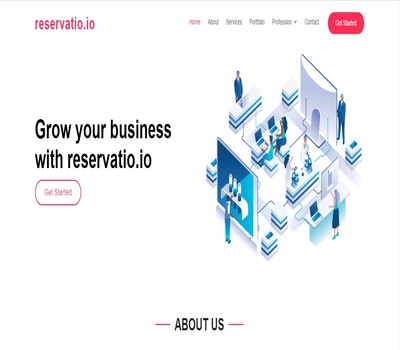 reservatio.io
Home About Services Portfolio Profession Contact Get Started
Grow your business
with reservatio.io
Get Started
ABOUT US